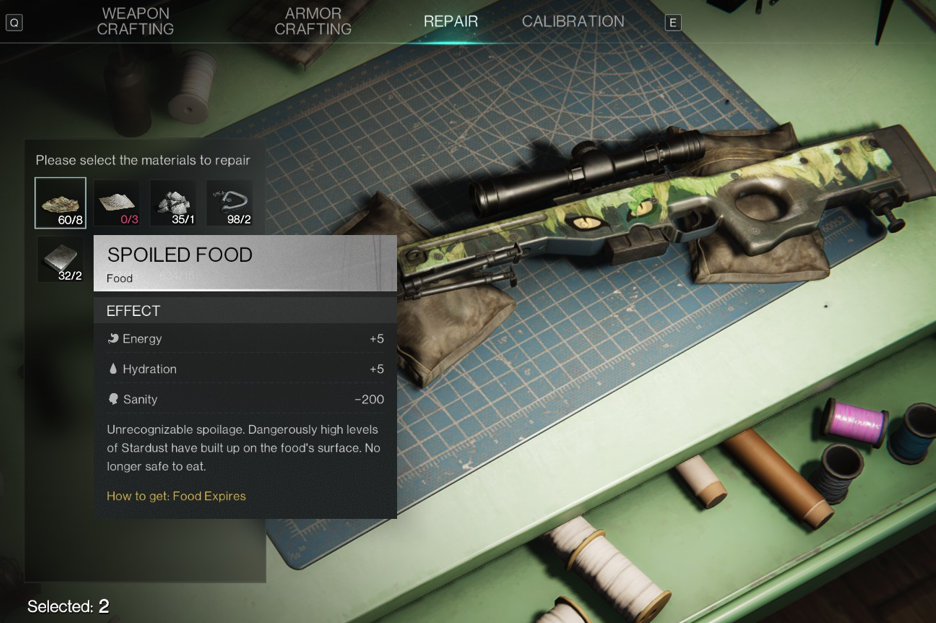 Q
WEAPON
CRAFTING
ARMOR
CRAFTING
REPAIR
CALIBRATION
E
Please select the materials to repair
60/8
0/3
35/1
98/2
32/2
SPOILED FOOD
Food
EFFECT
Energy +5
Hydration +5
Sanity −200
Unrecognizable spoilage. Dangerously high levels
of Stardust have built up on the food's surface. No
longer safe to eat.
How to get: Food Expires
Selected: 2